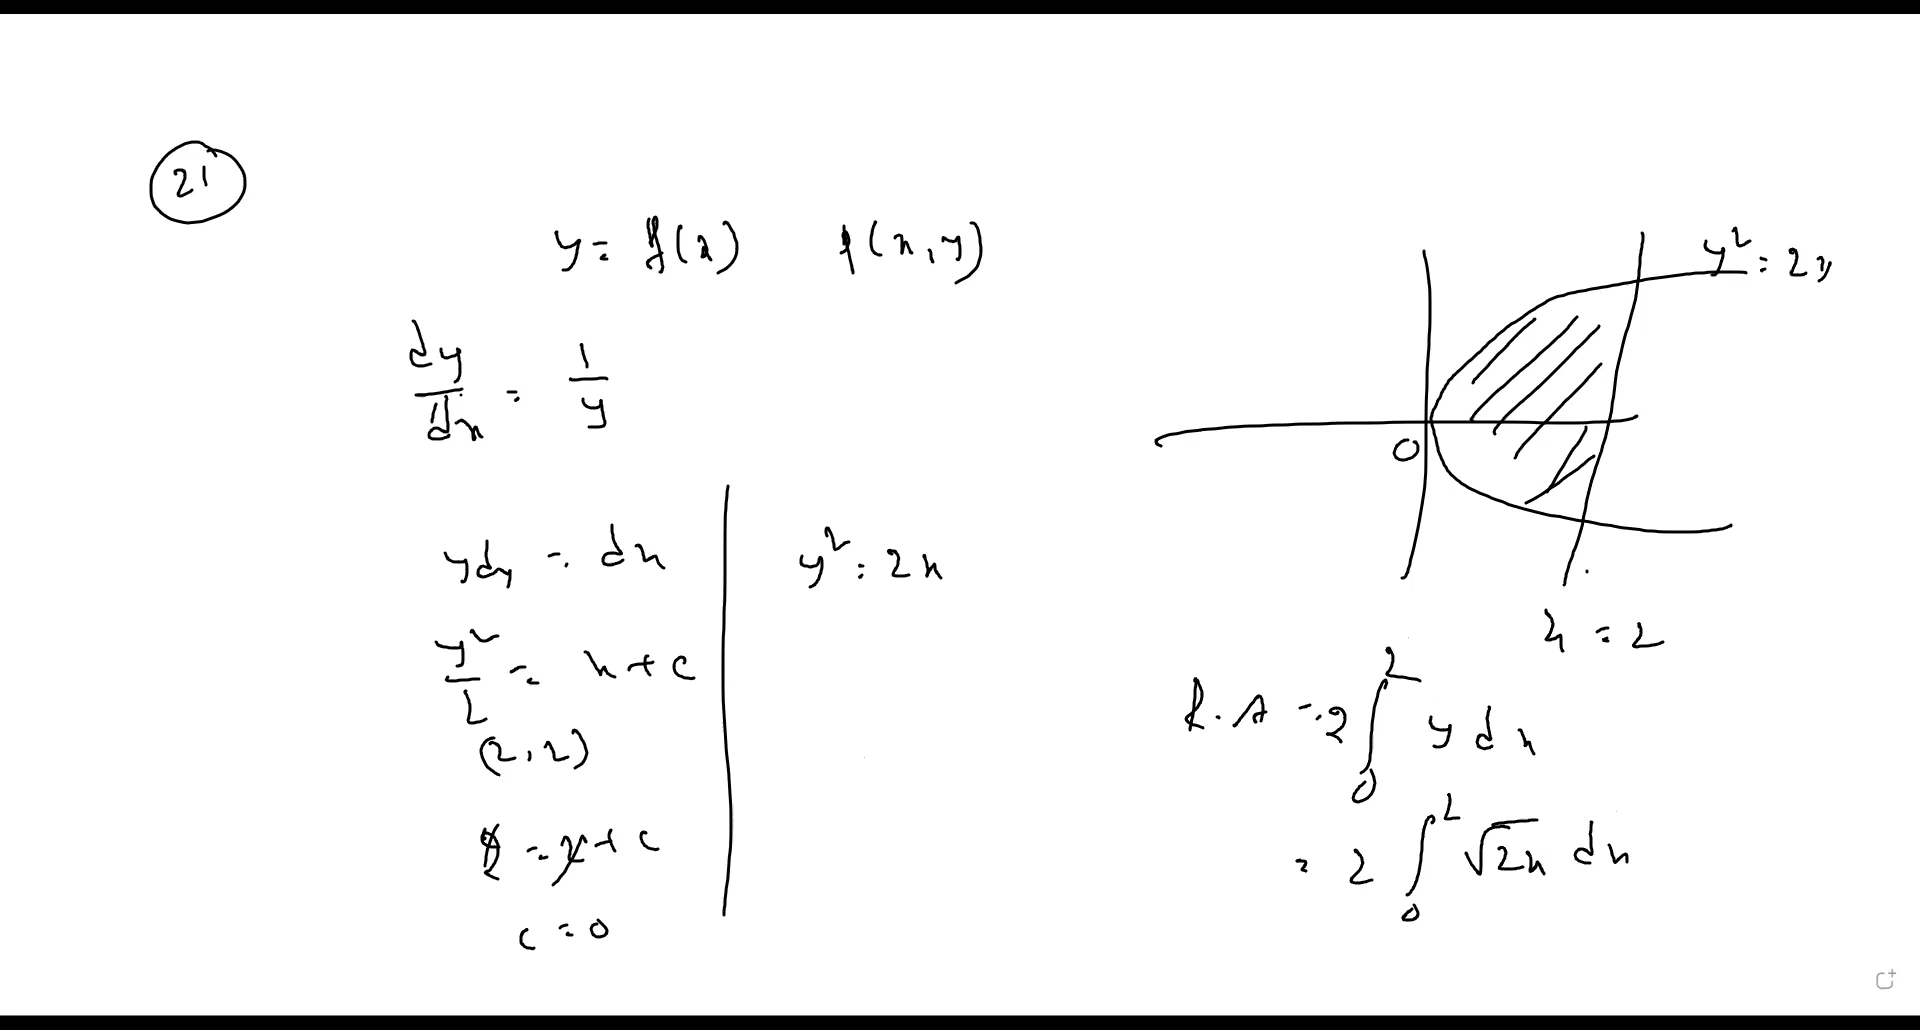 21
y = f(x) f(x,y)
dy/dx = 1/y
y dy = dx
y²/2 = x + c
(2,2)
2 = 2 + c
c = 0
y² = 2x
y² = 2x
0
x = 2
R.A = 2 ∫₀² y dx
= 2 ∫₀² √2x dx